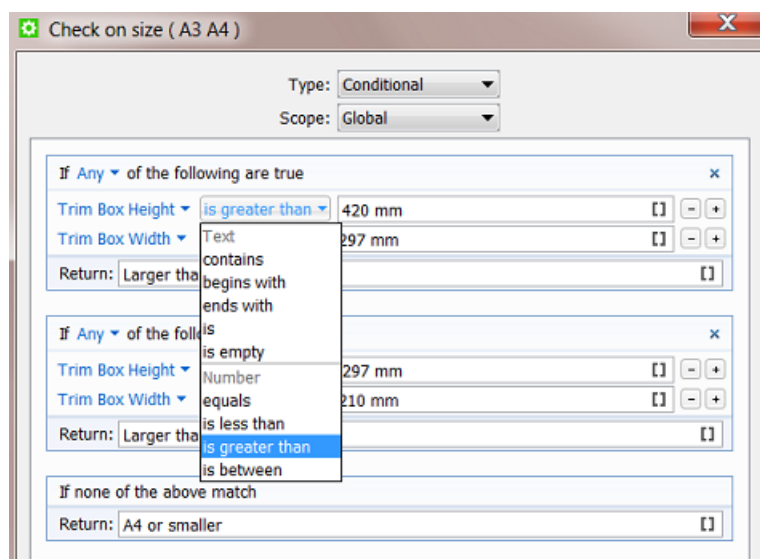 Check on size ( A3 A4 )
X
Type: Conditional
Scope: Global
If Any of the following are true ×
Trim Box Height is greater than 420 mm [] - +
Trim Box Width 297 mm [] - +
Return: Larger tha []
Text
contains
begins with
ends with
is
is empty
Number
equals
is less than
is greater than
is between
If Any of the foll ×
Trim Box Height 297 mm [] - +
Trim Box Width 210 mm [] - +
Return: Larger tha []
If none of the above match
Return: A4 or smaller []